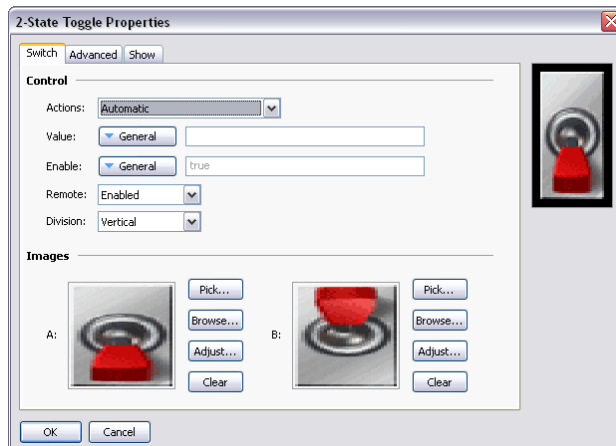 2-State Toggle Properties
Switch Advanced Show
Control
Actions: Automatic
Value: General
Enable: General true
Remote: Enabled
Division: Vertical
Images
A: Pick... B: Pick...
Browse... Browse...
Adjust... Adjust...
Clear Clear
OK Cancel